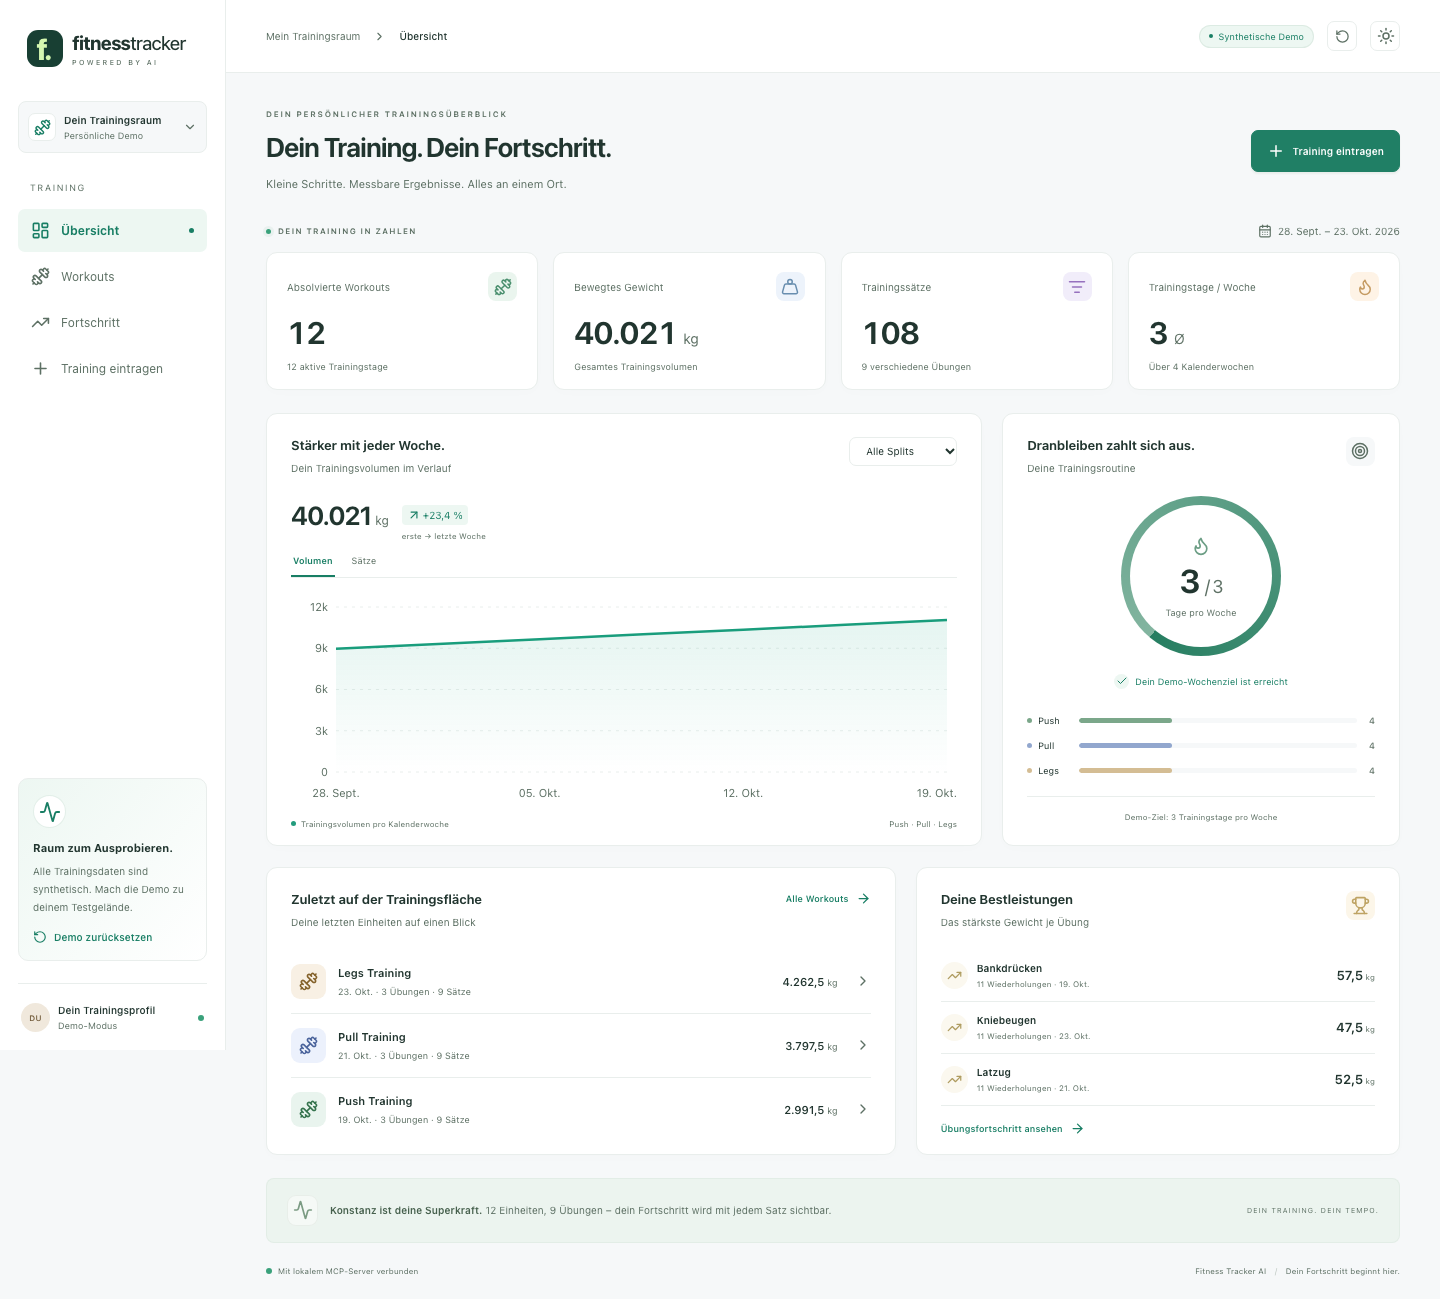 f.
fitnesstracker
POWERED BY AI
Dein Trainingsraum
Persönliche Demo
TRAINING
Übersicht
Workouts
Fortschritt
Training eintragen
Raum zum Ausprobieren.
Alle Trainingsdaten sind
synthetisch. Mach die Demo zu
deinem Testgelände.
Demo zurücksetzen
DU
Dein Trainingsprofil
Demo-Modus
Mein Trainingsraum
Übersicht
Synthetische Demo
DEIN PERSÖNLICHER TRAININGSÜBERBLICK
Dein Training. Dein Fortschritt.
Kleine Schritte. Messbare Ergebnisse. Alles an einem Ort.
Training eintragen
DEIN TRAINING IN ZAHLEN
28. Sept. – 23. Okt. 2026
Absolvierte Workouts
12
12 aktive Trainingstage
Bewegtes Gewicht
40.021 kg
Gesamtes Trainingsvolumen
Trainingssätze
108
9 verschiedene Übungen
Trainingstage / Woche
3 Ø
Über 4 Kalenderwochen
Stärker mit jeder Woche.
Dein Trainingsvolumen im Verlauf
Alle Splits
40.021 kg
+23,4 %
erste → letzte Woche
Volumen
Sätze
12k
9k
6k
3k
0
28. Sept.
05. Okt.
12. Okt.
19. Okt.
Trainingsvolumen pro Kalenderwoche
Push · Pull · Legs
Dranbleiben zahlt sich aus.
Deine Trainingsroutine
3 / 3
Tage pro Woche
Dein Demo-Wochenziel ist erreicht
Push 4
Pull 4
Legs 4
Demo-Ziel: 3 Trainingstage pro Woche
Zuletzt auf der Trainingsfläche
Deine letzten Einheiten auf einen Blick
Alle Workouts
Legs Training
23. Okt. · 3 Übungen · 9 Sätze
4.262,5 kg
Pull Training
21. Okt. · 3 Übungen · 9 Sätze
3.797,5 kg
Push Training
19. Okt. · 3 Übungen · 9 Sätze
2.991,5 kg
Deine Bestleistungen
Das stärkste Gewicht je Übung
Bankdrücken
11 Wiederholungen · 19. Okt.
57,5 kg
Kniebeugen
11 Wiederholungen · 23. Okt.
47,5 kg
Latzug
11 Wiederholungen · 21. Okt.
52,5 kg
Übungsfortschritt ansehen
Konstanz ist deine Superkraft. 12 Einheiten, 9 Übungen – dein Fortschritt wird mit jedem Satz sichtbar.
DEIN TRAINING. DEIN TEMPO.
Mit lokalem MCP-Server verbunden
Fitness Tracker AI / Dein Fortschritt beginnt hier.